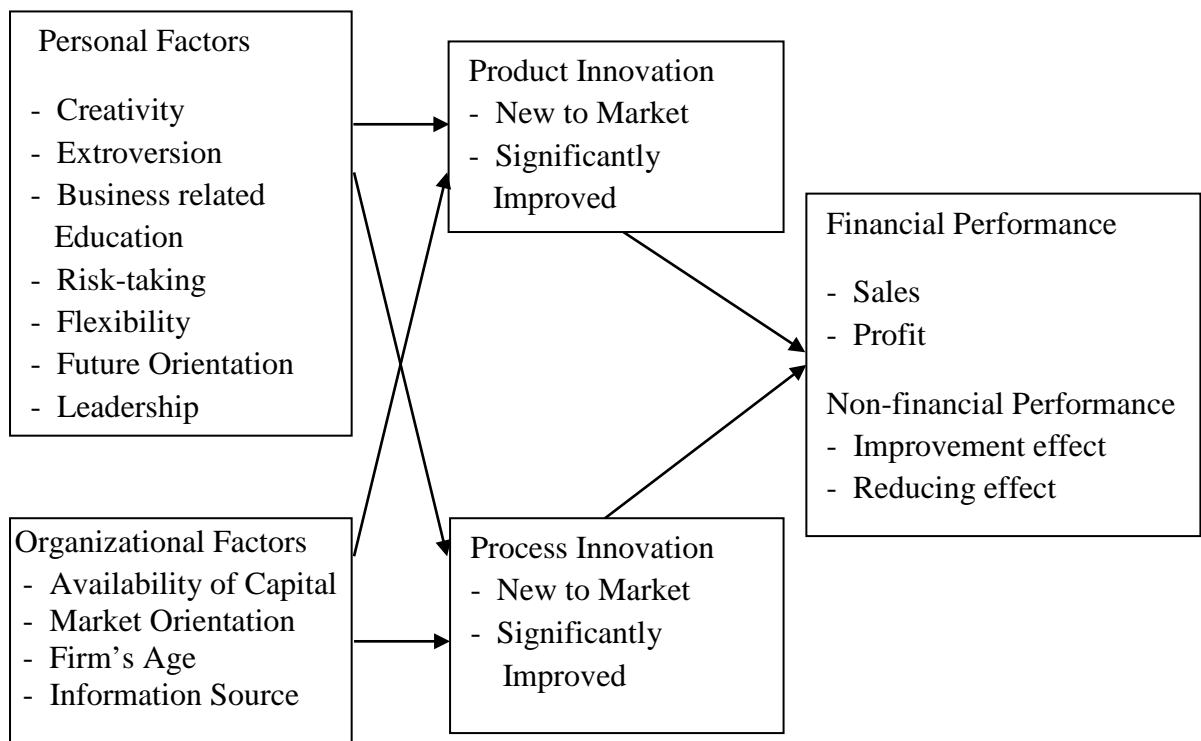 Personal Factors
- Creativity
- Extroversion
- Business related
Education
- Risk-taking
- Flexibility
- Future Orientation
- Leadership
Organizational Factors
- Availability of Capital
- Market Orientation
- Firm's Age
- Information Source
Product Innovation
- New to Market
- Significantly
Improved
Process Innovation
- New to Market
- Significantly
Improved
Financial Performance
- Sales
- Profit
Non-financial Performance
- Improvement effect
- Reducing effect